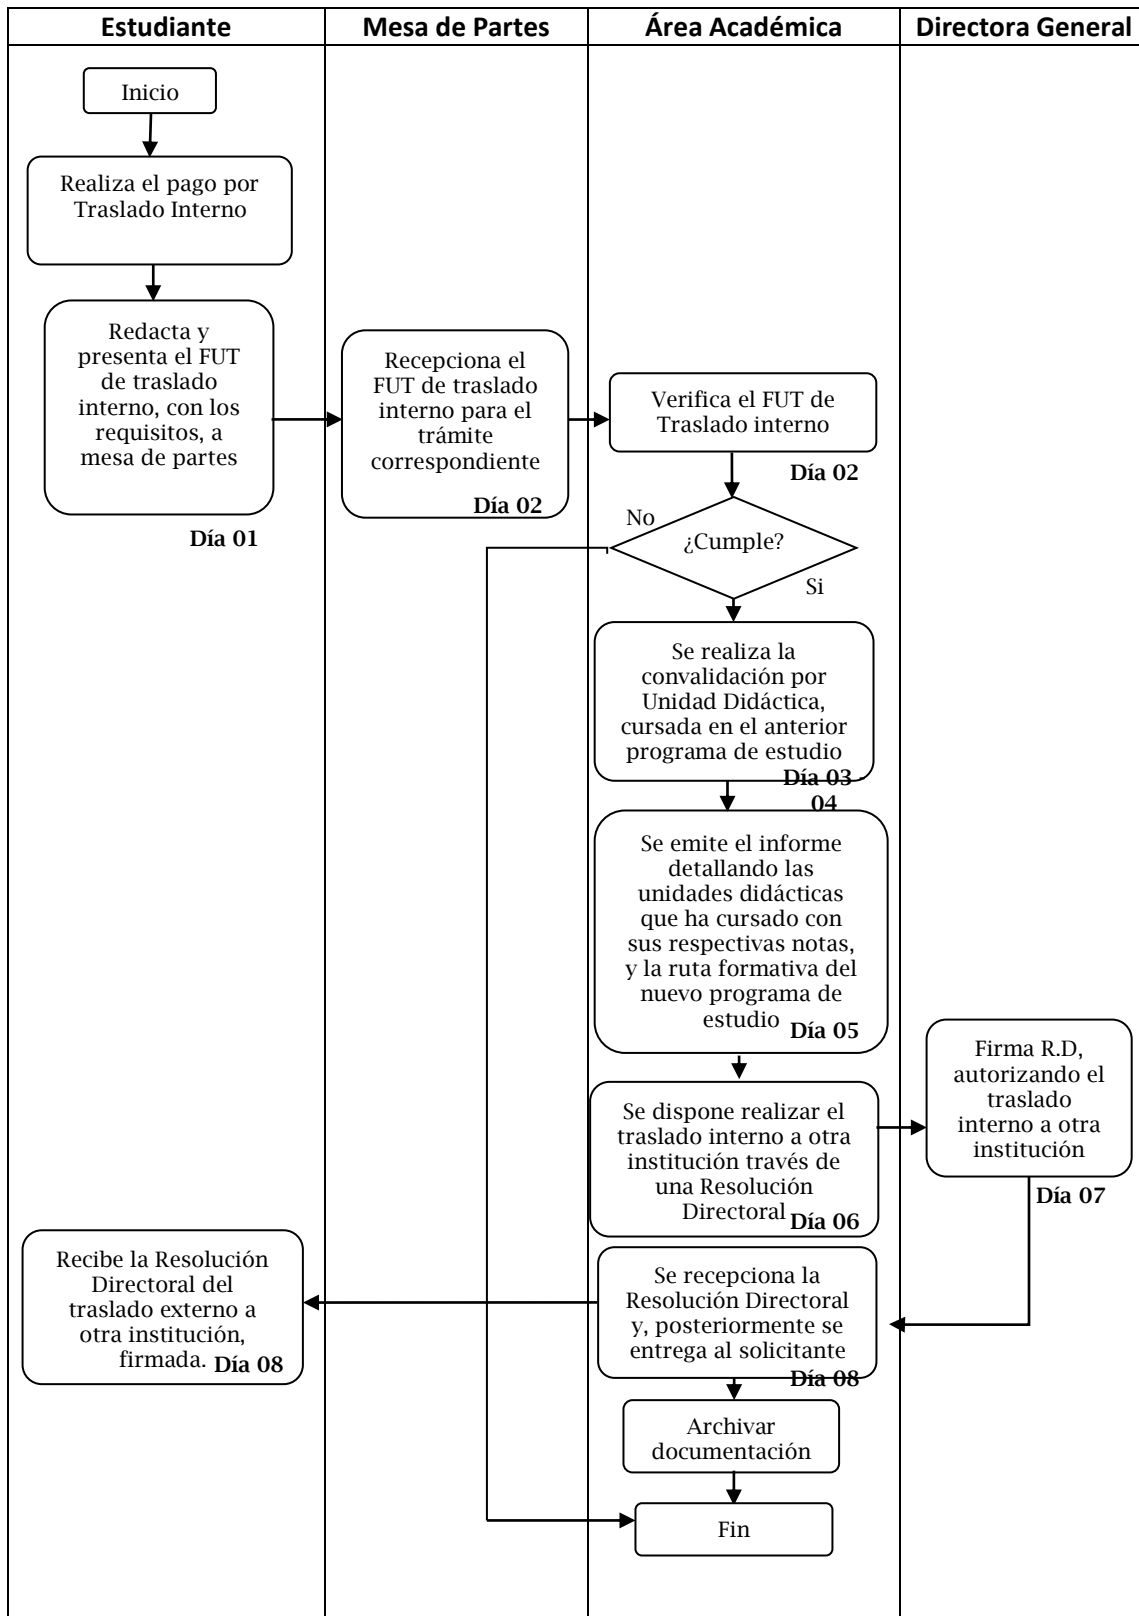 Estudiante
Mesa de Partes
Área Académica
Directora General
Inicio
Realiza el pago por
Traslado Interno
Redacta y
presenta el FUT
de traslado
interno, con los
requisitos, a
mesa de partes
Día 01
Recepciona el
FUT de traslado
interno para el
trámite
correspondiente
Día 02
Verifica el FUT de
Traslado interno
Día 02
No
¿Cumple?
Si
Se realiza la
convalidación por
Unidad Didáctica,
cursada en el anterior
programa de estudio
Día 03 -
04
Se emite el informe
detallando las
unidades didácticas
que ha cursado con
sus respectivas notas,
y la ruta formativa del
nuevo programa de
estudio
Día 05
Se dispone realizar el
traslado interno a otra
institución través de
una Resolución
Directoral
Día 06
Firma R.D,
autorizando el
traslado
interno a otra
institución
Día 07
Se recepciona la
Resolución Directoral
y, posteriormente se
entrega al solicitante
Día 08
Recibe la Resolución
Directoral del
traslado externo a
otra institución,
firmada.
Día 08
Archivar
documentación
Fin